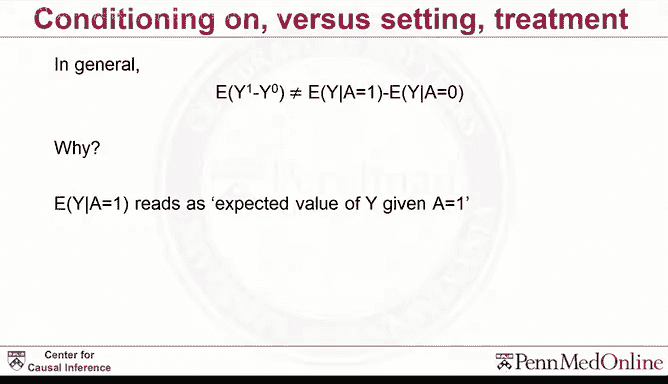 Conditioning on, versus setting, treatment
In general,
E(Y¹-Y⁰) ≠ E(Y|A=1)-E(Y|A=0)
Why?
E(Y|A=1) reads as ‘expected value of Y given A=1’
Center for
Causal Inference
PennMedOnline